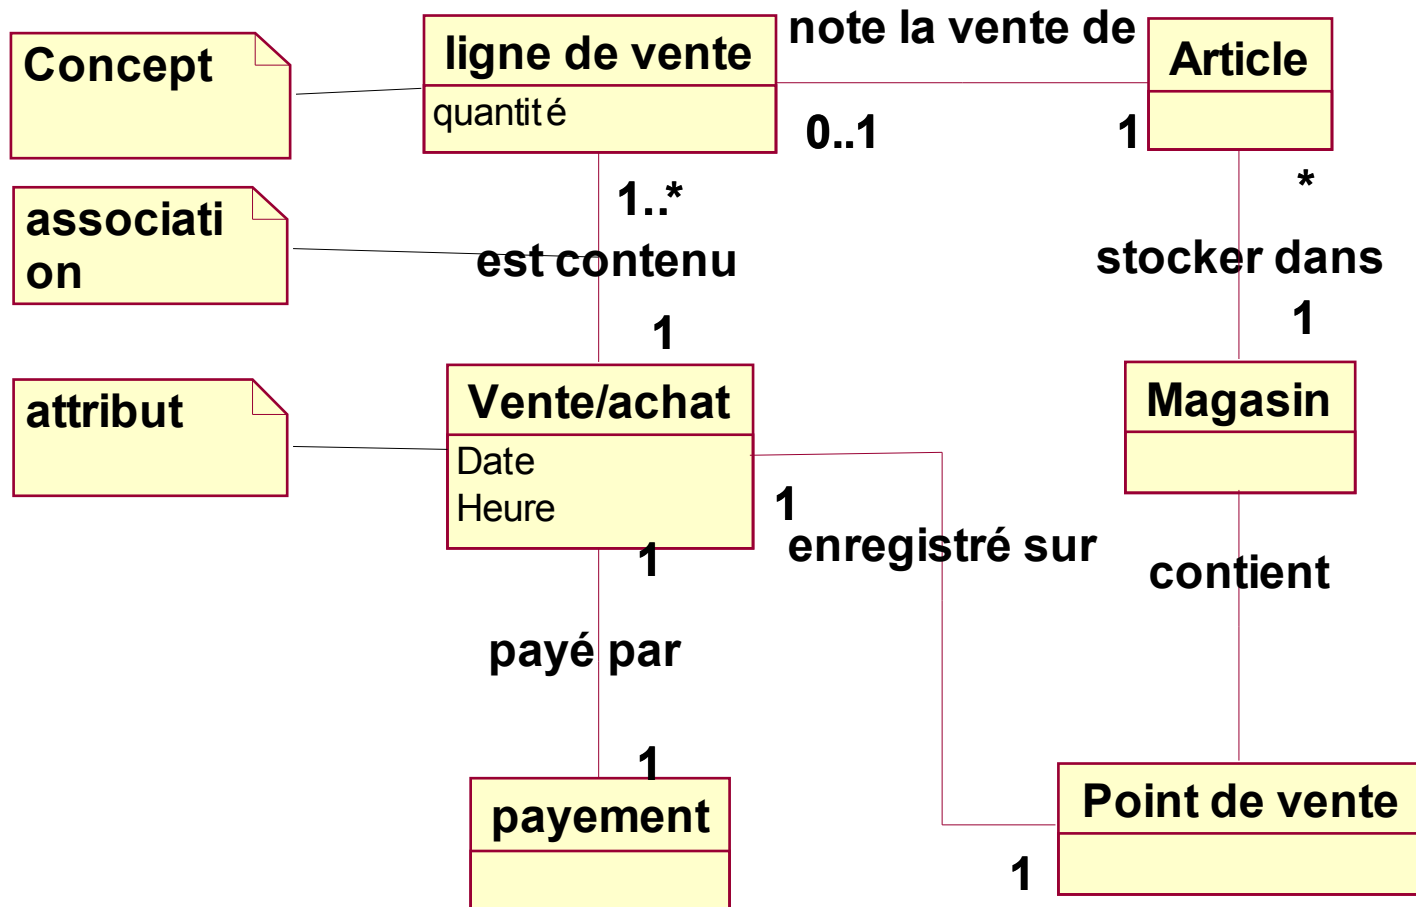 Concept
ligne de vente
quantité
note la vente de
Article
0..1
1
associati
on
1..*
est contenu
1
*
stocker dans
1
attribut
Vente/achat
Date
Heure
Magasin
1
enregistré sur
1
contient
payé par
1
payement
Point de vente
1